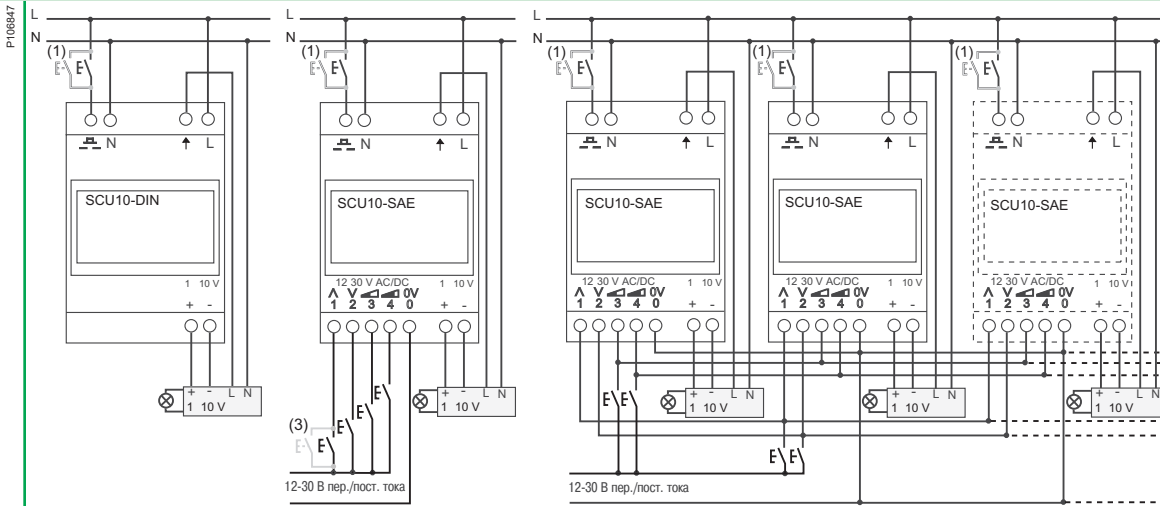 P106847
L
N
(1)
N
L
SCU10-DIN
1 10 V
+ -
+ - L N
1 10 V
L
N
(1)
N
L
SCU10-SAE
12 30 V AC/DC
1 10 V
0V
1 2 3 4 0
+ -
(3)
+ - L N
1 10 V
12-30 В пер./пост. тока
L
N
(1)
N
L
SCU10-SAE
12 30 V AC/DC
1 10 V
0V
1 2 3 4 0
+ -
+ - L N
1 10 V
12-30 В пер./пост. тока
(1)
N
L
SCU10-SAE
12 30 V AC/DC
1 10 V
0V
1 2 3 4 0
+ -
+ - L N
1 10 V
(1)
N
L
SCU10-SAE
12 30 V AC/DC
1 10 V
0V
1 2 3 4 0
+ -
+ - L N
1 10 V